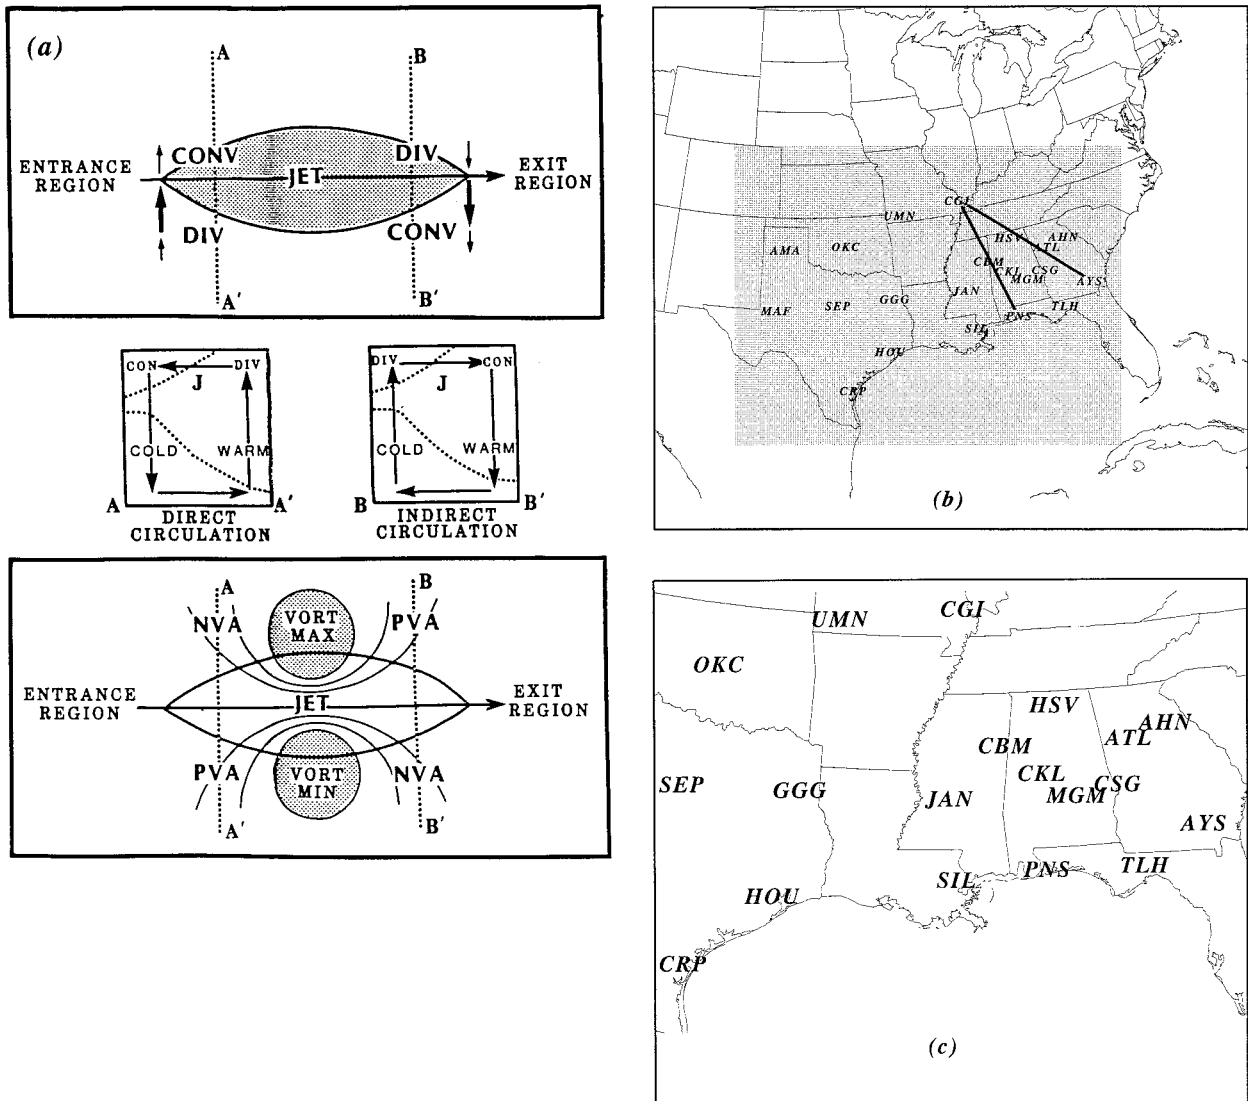 (a)
A
B
ENTRANCE
REGION
CONV
DIV
JET
EXIT
REGION
DIV
CONV
A'
B'
CON
DIV
J
COLD
WARM
A
A'
DIRECT
CIRCULATION
DIV
CON
J
COLD
WARM
B
B'
INDIRECT
CIRCULATION
A
B
NVA
VORT
MAX
PVA
ENTRANCE
REGION
JET
EXIT
REGION
PVA
VORT
MIN
NVA
A'
B'
CGI
UMN
HSV
AHN
ATL
AMA
OKC
CBM
CKL
CSG
MGM
AYS
JAN
GGG
SEP
MAF
PNS
TLH
SIL
HOU
CRP
(b)
UMN
CGI
OKC
HSV
AHN
ATL
CBM
CKL
CSG
MGM
SEP
GGG
JAN
AYS
TLH
PNS
SIL
HOU
CRP
(c)